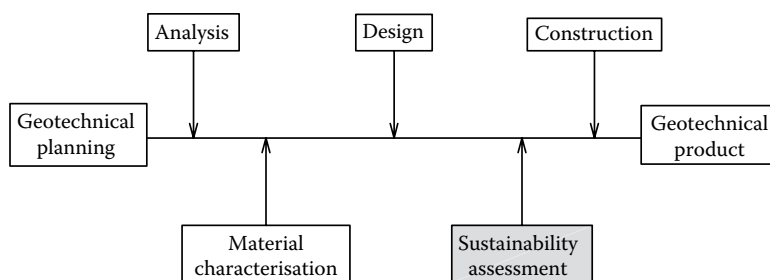 Analysis
Design
Construction
Geotechnical
planning
Geotechnical
product
Material
characterisation
Sustainability
assessment